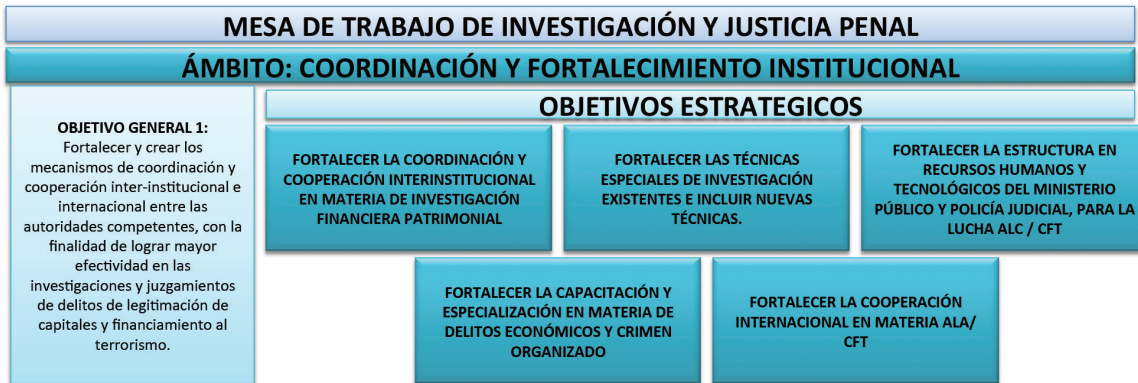 MESA DE TRABAJO DE INVESTIGACIÓN Y JUSTICIA PENAL
ÁMBITO: COORDINACIÓN Y FORTALECIMIENTO INSTITUCIONAL
OBJETIVO GENERAL 1:
Fortalecer y crear los
mecanismos de coordinación y
cooperación inter-institucional e
internacional entre las
autoridades competentes, con la
finalidad de lograr mayor
efectividad en las
investigaciones y juzgamientos
de delitos de legitimación de
capitales y financiamiento al
terrorismo.
OBJETIVOS ESTRATEGICOS
FORTALECER LA COORDINACIÓN Y
COOPERACIÓN INTERINSTITUCIONAL
EN MATERIA DE INVESTIGACIÓN
FINANCIERA PATRIMONIAL
FORTALECER LAS TÉCNICAS
ESPECIALES DE INVESTIGACIÓN
EXISTENTES E INCLUIR NUEVAS
TÉCNICAS.
FORTALECER LA ESTRUCTURA EN
RECURSOS HUMANOS Y
TECNOLÓGICOS DEL MINISTERIO
PÚBLICO Y POLICÍA JUDICIAL, PARA LA
LUCHA ALC / CFT
FORTALECER LA CAPACITACIÓN Y
ESPECIALIZACIÓN EN MATERIA DE
DELITOS ECONÓMICOS Y CRIMEN
ORGANIZADO
FORTALECER LA COOPERACIÓN
INTERNACIONAL EN MATERIA ALA/
CFT